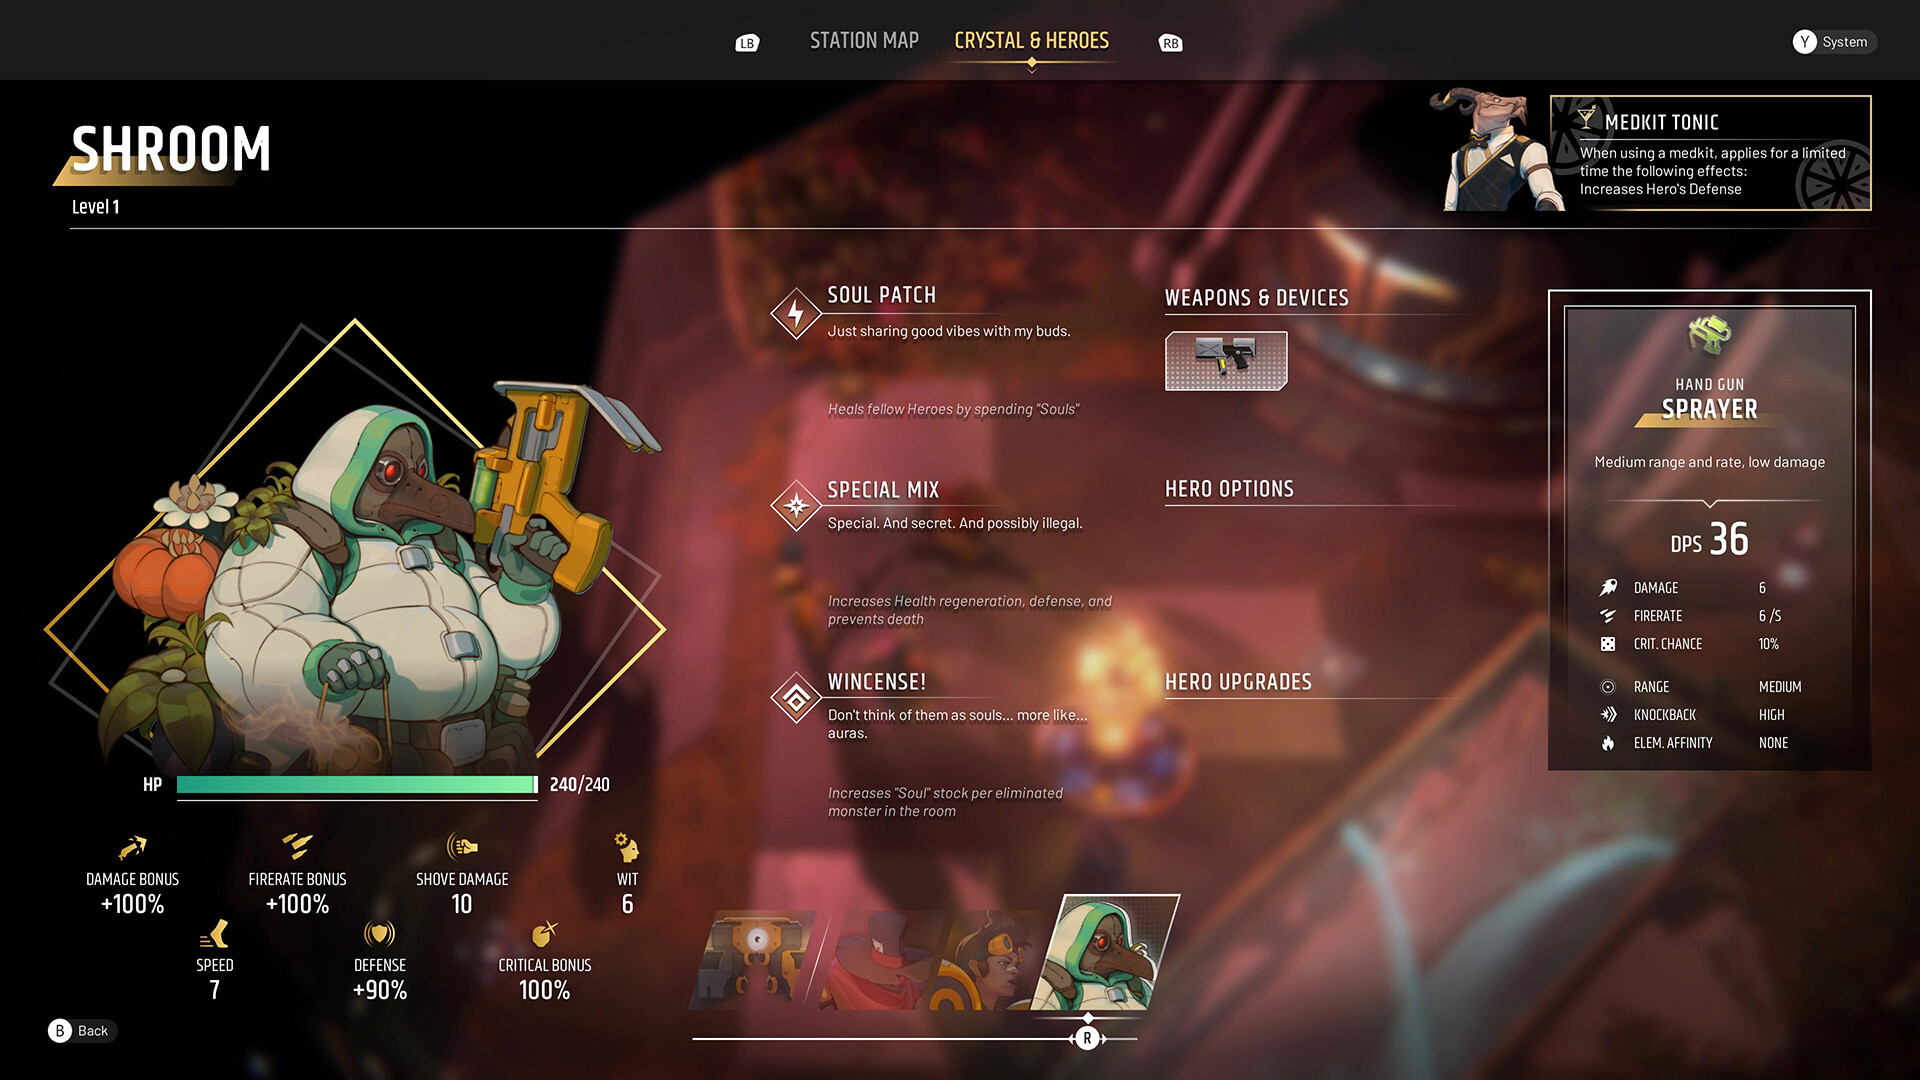 LB
STATION MAP
CRYSTAL & HEROES
RB
Y System
SHROOM
Level 1
MEDKIT TONIC
When using a medkit, applies for a limited
time the following effects:
Increases Hero's Defense
SOUL PATCH
Just sharing good vibes with my buds.
Heals fellow Heroes by spending "Souls"
SPECIAL MIX
Special. And secret. And possibly illegal.
Increases Health regeneration, defense, and
prevents death
WINCENSE!
Don't think of them as souls... more like...
auras.
Increases "Soul" stock per eliminated
monster in the room
WEAPONS & DEVICES
HERO OPTIONS
HERO UPGRADES
HAND GUN
SPRAYER
Medium range and rate, low damage
DPS 36
DAMAGE 6
FIRERATE 6 /S
CRIT. CHANCE 10%
RANGE MEDIUM
KNOCKBACK HIGH
ELEM. AFFINITY NONE
HP 240/240
DAMAGE BONUS
+100%
FIRERATE BONUS
+100%
SHOVE DAMAGE
10
WIT
6
SPEED
7
DEFENSE
+90%
CRITICAL BONUS
100%
B Back
R